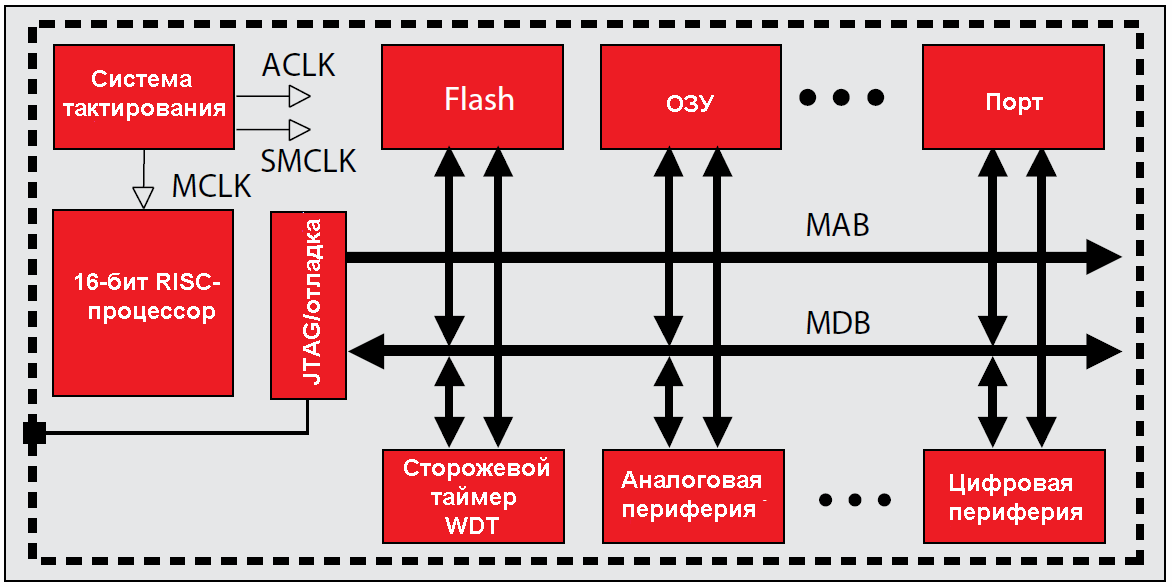 Система
тактирования
ACLK
SMCLK
MCLK
Flash
ОЗУ
Порт
16-бит RISC-
процессор
JTAG/отладка
MAB
MDB
Сторожевой
таймер
WDT
Аналоговая
периферия
Цифровая
периферия